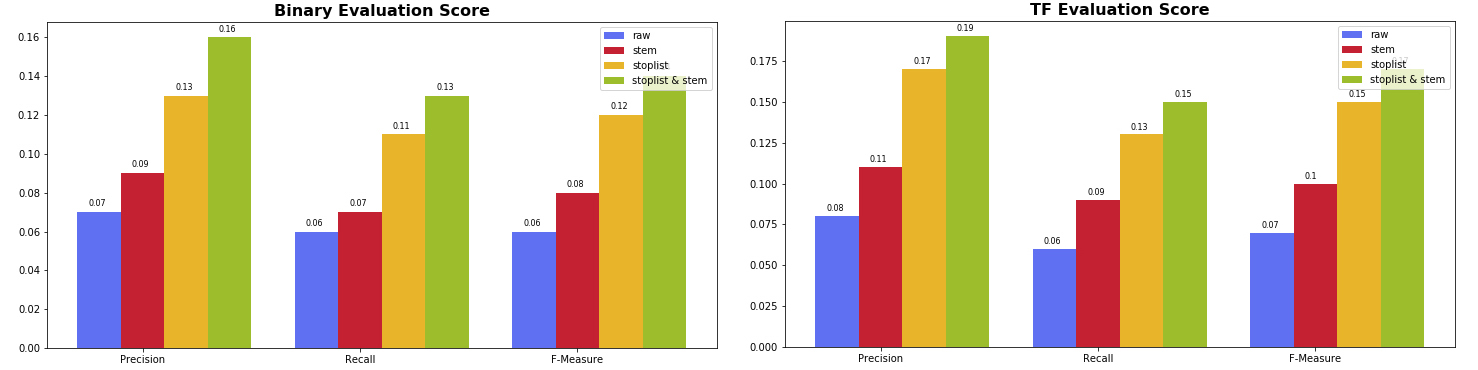 Binary Evaluation Score
0.16
0.14
0.12
0.10
0.08
0.06
0.04
0.02
0.00
0.07
0.09
0.13
0.16
0.06
0.07
0.11
0.13
0.06
0.08
0.12
raw
stem
stoplist
stoplist & stem
Precision
Recall
F-Measure
TF Evaluation Score
0.175
0.150
0.125
0.100
0.075
0.050
0.025
0.000
0.08
0.11
0.17
0.19
0.06
0.09
0.13
0.15
0.07
0.1
0.15
raw
stem
stoplist
stoplist & stem
Precision
Recall
F-Measure